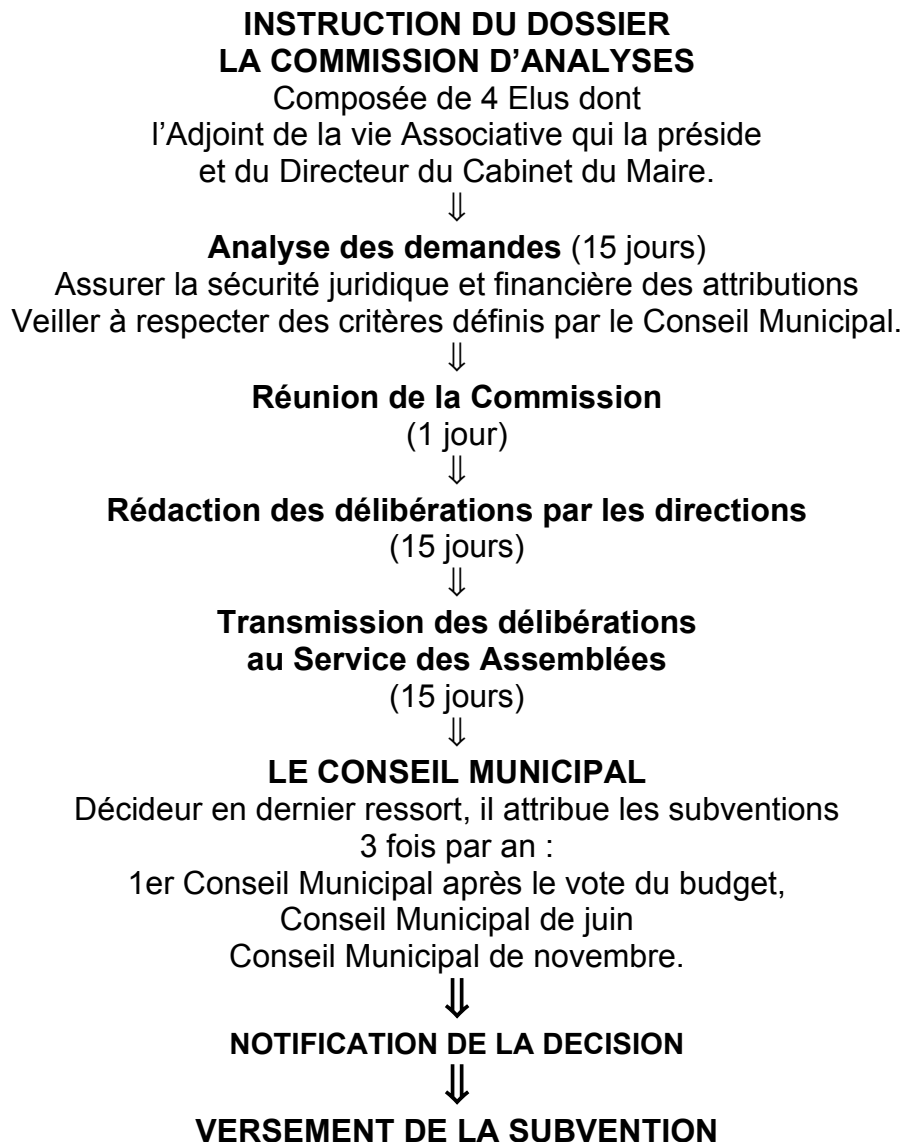 INSTRUCTION DU DOSSIER
LA COMMISSION D'ANALYSES
Composée de 4 Elus dont
l'Adjoint de la vie Associative qui la préside
et du Directeur du Cabinet du Maire.
⇓
Analyse des demandes (15 jours)
Assurer la sécurité juridique et financière des attributions
Veiller à respecter des critères définis par le Conseil Municipal.
⇓
Réunion de la Commission
(1 jour)
⇓
Rédaction des délibérations par les directions
(15 jours)
⇓
Transmission des délibérations
au Service des Assemblées
(15 jours)
⇓
LE CONSEIL MUNICIPAL
Décideur en dernier ressort, il attribue les subventions
3 fois par an :
1er Conseil Municipal après le vote du budget,
Conseil Municipal de juin
Conseil Municipal de novembre.
⇓
NOTIFICATION DE LA DECISION
⇓
VERSEMENT DE LA SUBVENTION